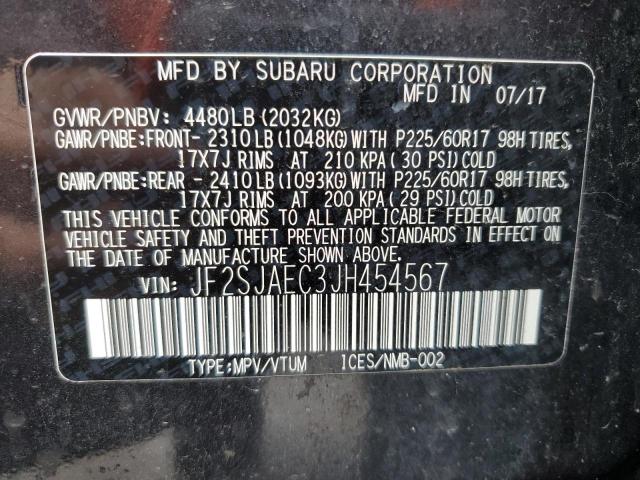 MFD BY SUBARU CORPORATION
MFD IN 07/17
GVWR/PNBV: 4480LB (2032KG)
GAWR/PNBE:FRONT- 2310LB (1048KG) WITH P225/60R17 98H TIRES,
17X7J RIMS AT 210 KPA (30 PSI) COLD
GAWR/PNBE:REAR - 2410LB (1093KG) WITH P225/60R17 98H TIRES,
17X7J RIMS AT 200 KPA (29 PSI) COLD
THIS VEHICLE CONFORMS TO ALL APPLICABLE FEDERAL MOTOR
VEHICLE SAFETY AND THEFT PREVENTION STANDARDS IN EFFECT ON
THE DATE OF MANUFACTURE SHOWN ABOVE.
VIN: JF2SJAEC3JH454567
TYPE:MPV/VTUM ICES/NMB-002